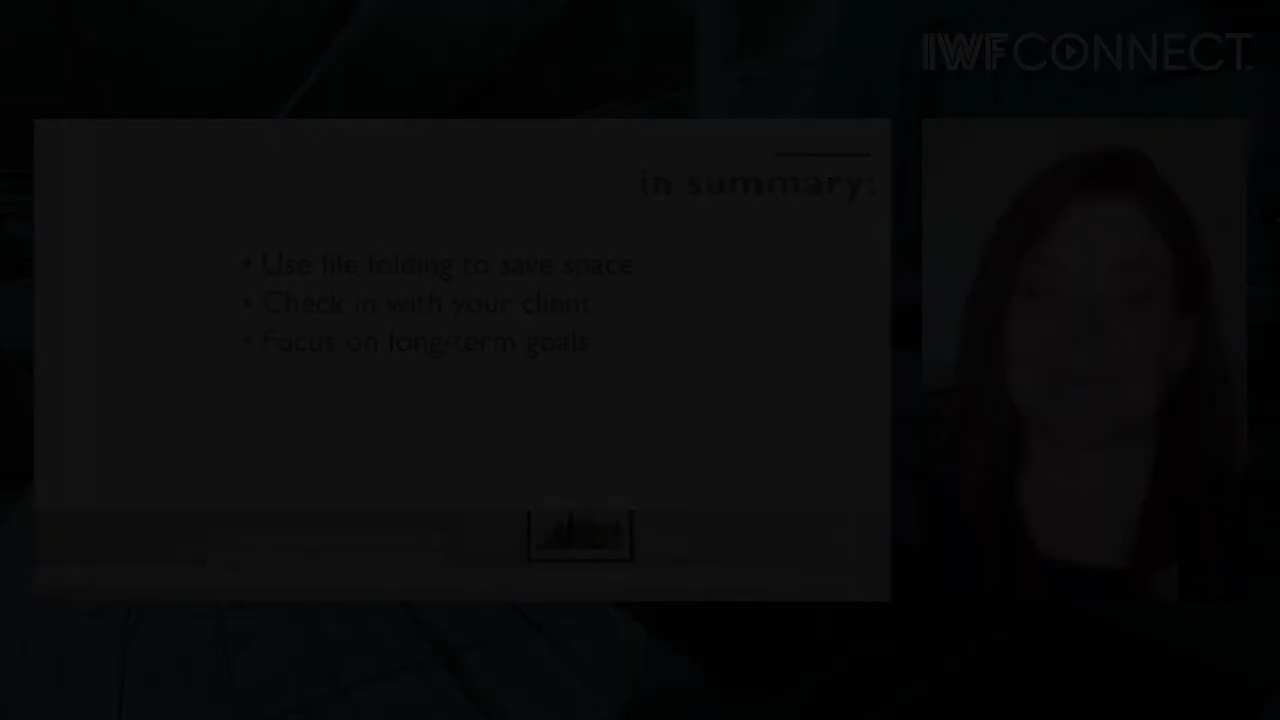 IWFCONNECT
in summary:
• Use file folding to save space
• Check in with your client
• Focus on long-term goals